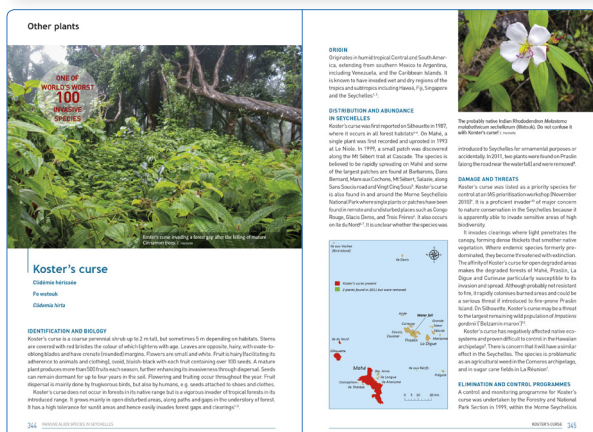 Other plants
ONE OF
WORLD'S WORST
100
INVASIVE
SPECIES
Koster's curse invading a forest gap after the felling of mature
Cinnamon trees.
Koster's curse
Clidémie hérissée
Fo watouk
Clidemia hirta
IDENTIFICATION AND BIOLOGY
Koster's curse is a coarse perennial shrub up to 2 m tall, but sometimes 5 m depending on habitats. Stems
are covered with red bristles the colour of which lightens with age. Leaves are opposite, hairy, with ovate-to-
oblong blades and have crenate (rounded) margins. Flowers are small and white. Fruit is hairy (facilitating its
adherence to animals and clothing), ovoid, bluish-black with each fruit containing over 100 seeds. A mature
plant produces more than 500 fruits each season, further enhancing its invasiveness through dispersal. Seeds
can remain dormant for up to four years in the soil. Flowering and fruiting occur throughout the year. Fruit
dispersal is mainly done by frugivorous birds, but also by humans, e.g. seeds attached to shoes and clothes.
Koster's curse does not occur in forests in its native range but is a vigorous invader of tropical forests in its
introduced range. It grows mainly in open disturbed areas, along paths and gaps in the understory of forest.
It has a high tolerance for sunlit areas and hence easily invades forest gaps and clearings
344
INVASIVE ALIEN SPECIES IN SEYCHELLES
ORIGIN
Originates in humid tropical Central and South Amer-
ica, extending from southern Mexico to Argentina,
including Venezuela, and the Caribbean Islands. It
is known to have invaded wet and dry regions of the
tropics and subtropics including Hawaii, Fiji, Singapore
and the Seychelles
DISTRIBUTION AND ABUNDANCE
IN SEYCHELLES
Koster's curse was first reported on Silhouette in 1987,
where it occurs in all forest habitats. On Mahé, a
single plant was first recorded and uprooted in 1993
at Le Niole. In 1999, a small patch was discovered
along the Mt Sébert trail at Cascade. The species is
believed to be rapidly spreading on Mahé and some
of the largest patches are found at Barbarons, Dans
Bernard, Mare aux Cochons, Mt Sébert, Salazie, along
Sans Soucis road and Vingt Cinq Sous. Koster's curse
is also found in and around the Morne Seychellois
National Park where single plants or patches have been
found in remote and undisturbed places such as Congo
Rouge, Glacis Demo, and Trois Frères. It also occurs
on Ile du Nord. It is unclear whether the species was
Koster's curse present
2 plants found in 2011 but were removed
Ile Denis
Water fall
Praslin
La Digue
Mahé
The probably native Indian Rhododendron Melastoma
malabathricum sechellarum (Watouk). Do not confuse it
with Koster's curse!
introduced to Seychelles for ornamental purposes or
accidentally. In 2011, two plants were found on Praslin
(along the road near the waterfall) and were removed
DAMAGE AND THREATS
Koster's curse was listed as a priority species for
control at an IAS prioritisation workshop (November
2010). It is a proficient invader of major concern
to nature conservation in the Seychelles because it
is apparently able to invade sensitive areas of high
biodiversity.
It invades clearings where light penetrates the
canopy, forming dense thickets that smother native
vegetation. Where endemic species formerly pre-
dominated, they become threatened with extinction.
The affinity of Koster's curse for open degraded areas
makes the degraded forests of Mahé, Praslin, La
Digue and Curieuse particularly susceptible to its
invasion and spread. Although probably not resistant
to fire, it rapidly colonises burned areas and could be
a serious threat if introduced to fire-prone Praslin
Island. On Silhouette, Koster's curse may be a threat
to the largest remaining wild population of Impatiens
gordonii ('Belzamin maron')
Koster's curse has negatively affected native eco-
systems and proven difficult to control in the Hawaiian
archipelago. There is concern that it will have a similar
effect in the Seychelles. The species is problematic
as an agricultural weed in the Comoros archipelago,
and in sugar cane fields in La Réunion
ELIMINATION AND CONTROL PROGRAMMES
A control and monitoring programme for Koster's
curse was undertaken by the Forestry and National
Park Section in 1999, within the Morne Seychellois
KOSTER'S CURSE 345